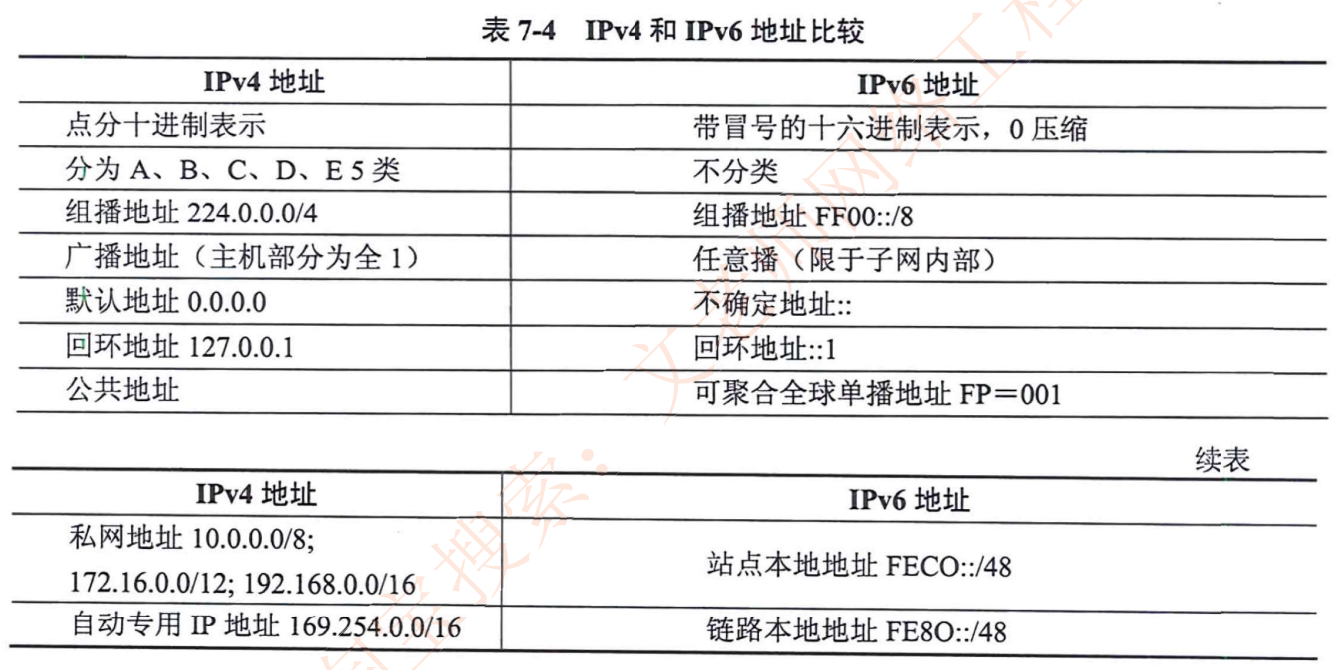 表 7-4 IPv4 和 IPv6 地址比较
IPv4 地址 IPv6 地址
点分十进制表示 带冒号的十六进制表示，0 压缩
分为 A、B、C、D、E 5 类 不分类
组播地址 224.0.0.0/4 组播地址 FF00::/8
广播地址（主机部分为全 1） 任意播（限于子网内部）
默认地址 0.0.0.0 不确定地址::
回环地址 127.0.0.1 回环地址::1
公共地址 可聚合全球单播地址 FP＝001
续表
IPv4 地址 IPv6 地址
私网地址 10.0.0.0/8;
172.16.0.0/12; 192.168.0.0/16 站点本地地址 FECO::/48
自动专用 IP 地址 169.254.0.0/16 链路本地地址 FE8O::/48
搜索：文老师网络工程